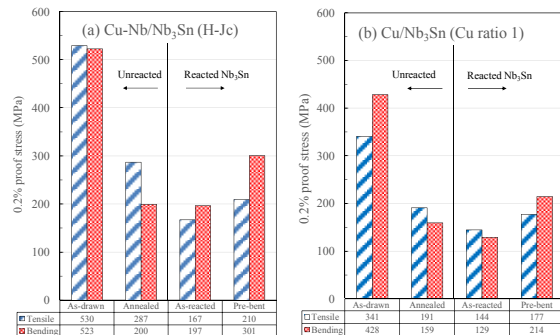 (a) Cu-Nb/Nb3Sn (H-Jc)
Unreacted
Reacted Nb3Sn
0.2% proof stress (MPa)
600
500
400
300
200
100
0
As-drawn Annealed As-reacted Pre-bent
Tensile 530 287 167 210
Bending 523 200 197 301
(b) Cu/Nb3Sn (Cu ratio 1)
Unreacted
Reacted Nb3Sn
0.2% proof stress (MPa)
600
500
400
300
200
100
0
As-drawn Annealed As-reacted Pre-bent
Tensile 341 191 144 177
Bending 428 159 129 214